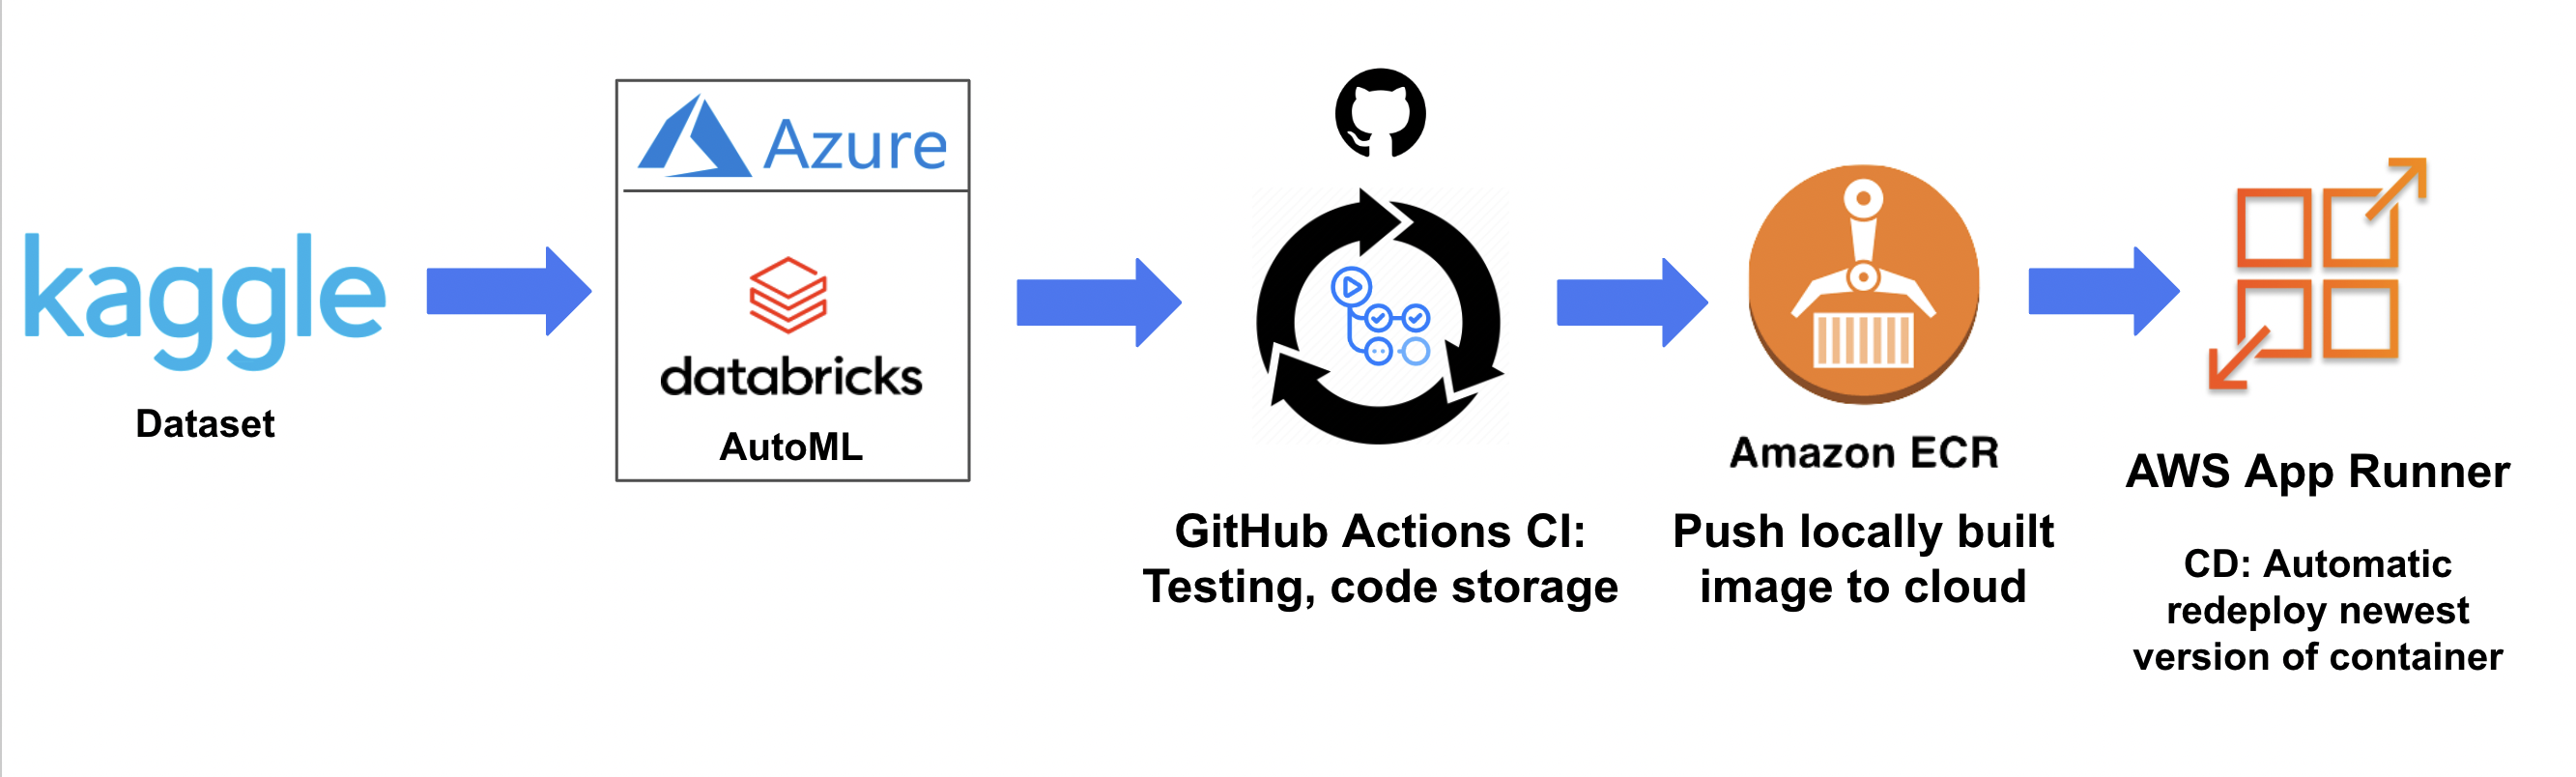 kaggle
Dataset
Azure
databricks
AutoML
GitHub Actions CI:
Testing, code storage
Amazon ECR
Push locally built
image to cloud
AWS App Runner
CD: Automatic
redeploy newest
version of container